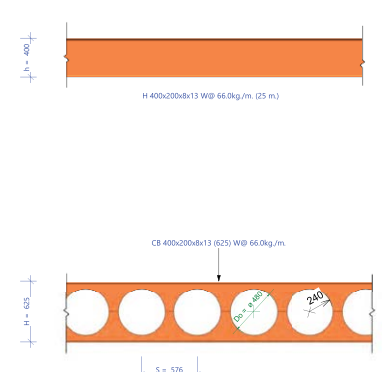 h = 400
H 400x200x8x13 W@ 66.0kg./m. (25 m.)
CB 400x200x8x13 (625) W@ 66.0kg./m.
H = 625
Do = ø 480
240
S = 576